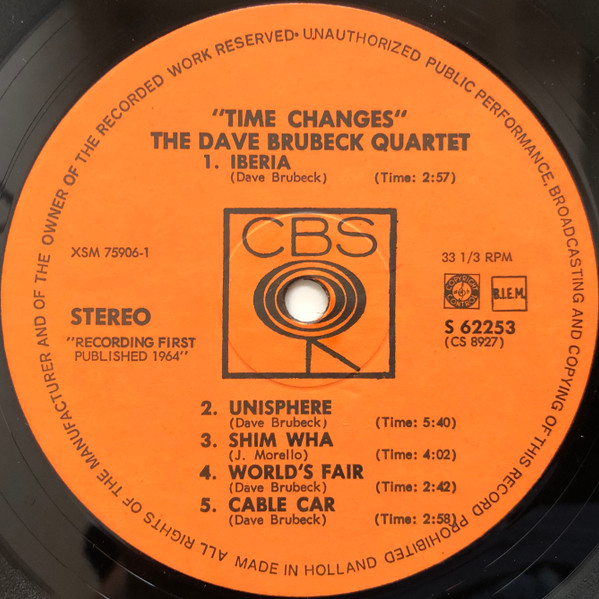 ALL RIGHTS OF THE MANUFACTURER AND OF THE OWNER OF THE RECORDED WORK RESERVED· UNAUTHORIZED PUBLIC PERFORMANCE, BROADCASTING AND COPYING OF THIS RECORD PROHIBITED AND
"TIME CHANGES"
THE DAVE BRUBECK QUARTET
1. IBERIA
(Dave Brubeck) (Time: 2:57)
CBS
XSM 75906-1
33 1/3 RPM
COPYRIGHT CONTROL
B.I.E.M.
STEREO
S 62253
(CS 8927)
"RECORDING FIRST
PUBLISHED 1964"
2. UNISPHERE
(Dave Brubeck) (Time: 5:40)
3. SHIM WHA
(J. Morello) (Time: 4:02)
4. WORLD'S FAIR
(Dave Brubeck) (Time: 2:42)
5. CABLE CAR
(Dave Brubeck) (Time: 2:58)
MADE IN HOLLAND